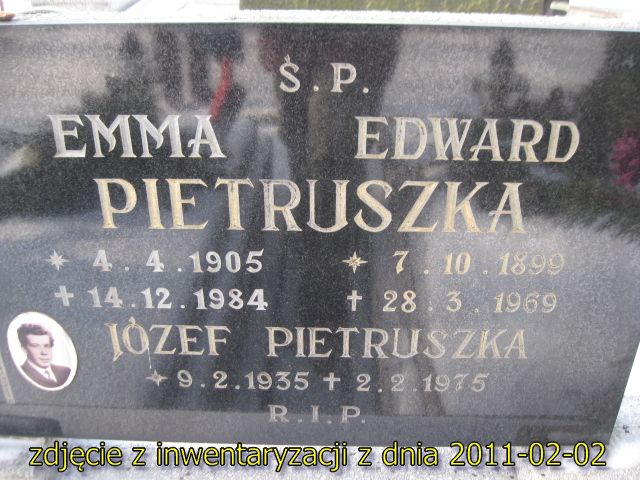 Ś.P.
EMMA EDWARD
PIETRUSZKA
* 4.4.1905 * 7.10.1899
+ 14.12.1984 + 28.3.1969
JÓZEF PIETRUSZKA
* 9.2.1935 + 2.2.1975
R.I.P.
zdjęcie z inwentaryzacji z dnia 2011-02-02